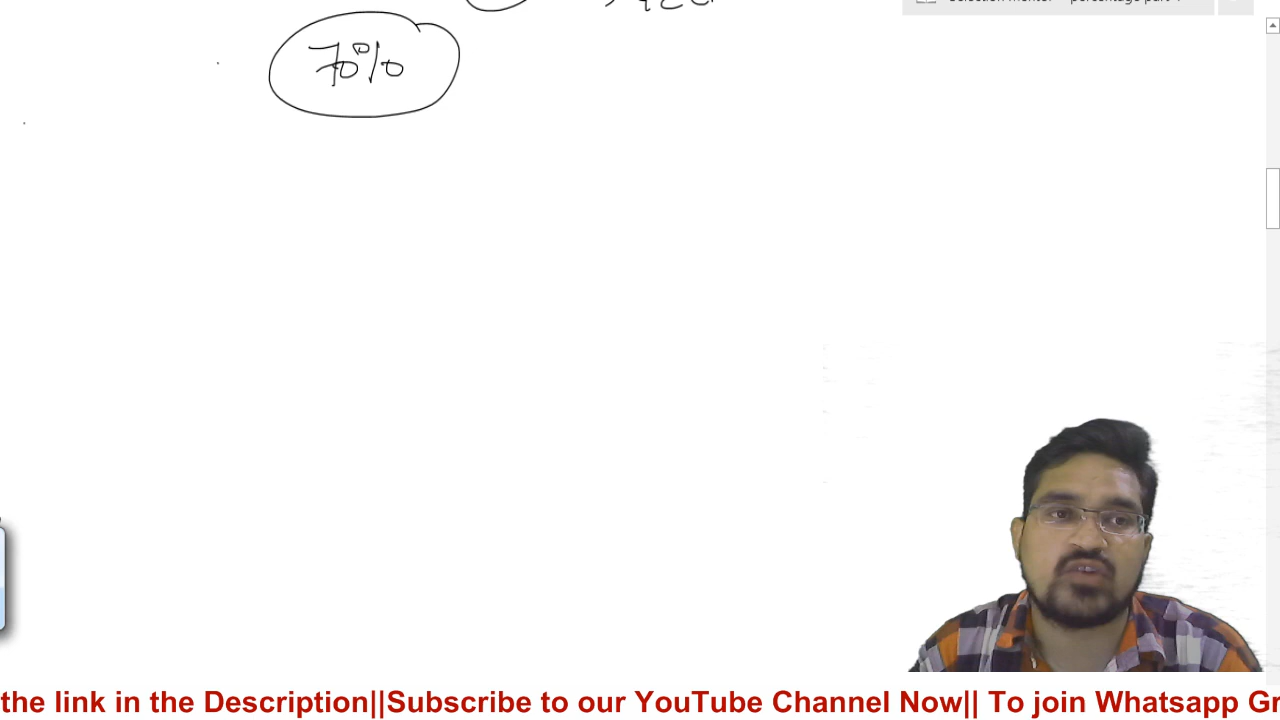 70%
the link in the Description||Subscribe to our YouTube Channel Now|| To join Whatsapp Gr